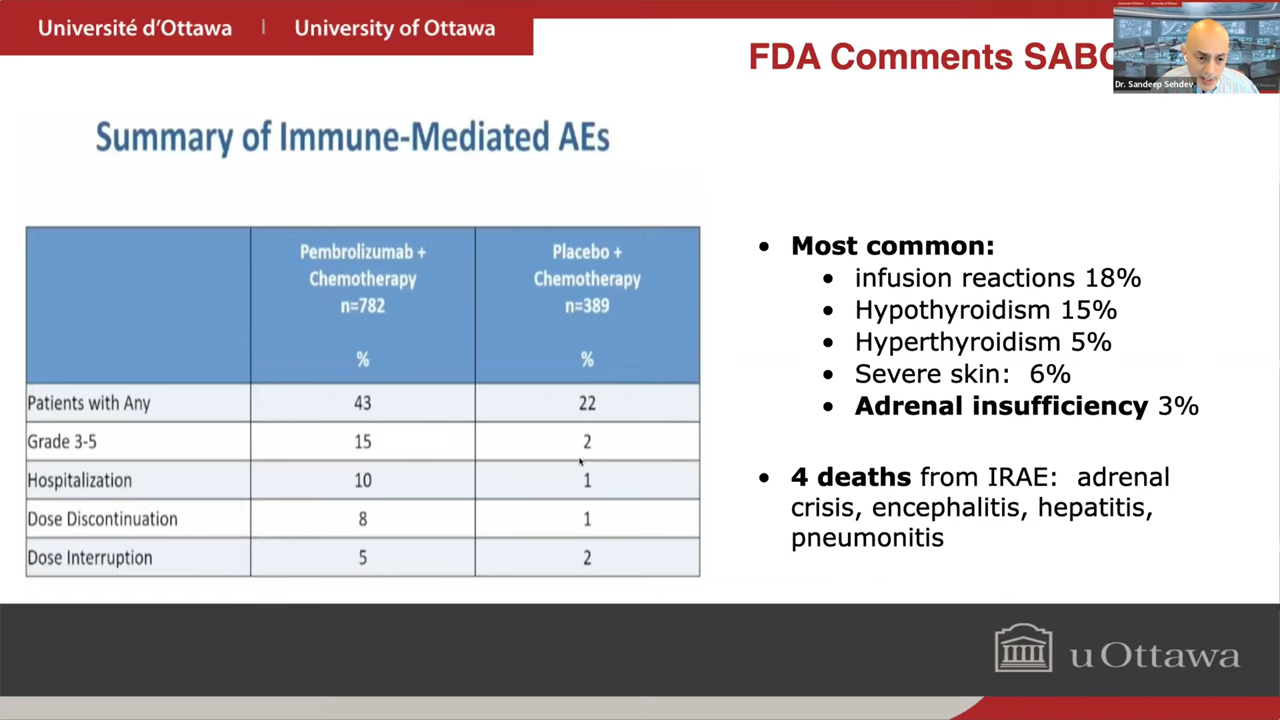 Université d'Ottawa | University of Ottawa
FDA Comments
Dr. Sandeep Sehdev
Summary of Immune-Mediated AEs
Pembrolizumab + Chemotherapy n=782 % Placebo + Chemotherapy n=389 %
Patients with Any 43 22
Grade 3-5 15 2
Hospitalization 10 1
Dose Discontinuation 8 1
Dose Interruption 5 2
• Most common:
• infusion reactions 18%
• Hypothyroidism 15%
• Hyperthyroidism 5%
• Severe skin: 6%
• Adrenal insufficiency 3%
• 4 deaths from IRAE: adrenal
crisis, encephalitis, hepatitis,
pneumonitis
uOttawa